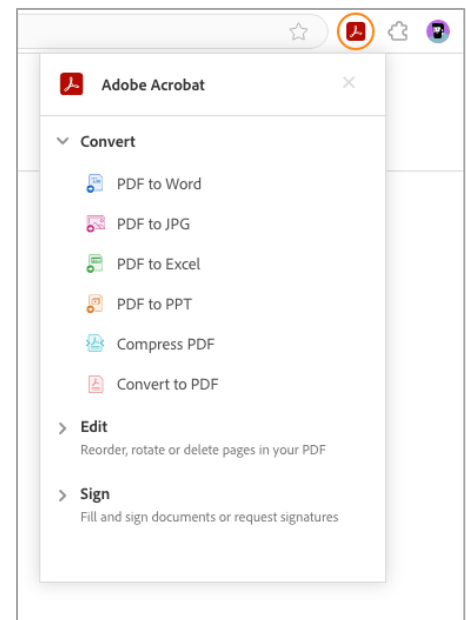 Adobe Acrobat
Convert
PDF to Word
PDF to JPG
PDF to Excel
PDF to PPT
Compress PDF
Convert to PDF
Edit
Reorder, rotate or delete pages in your PDF
Sign
Fill and sign documents or request signatures